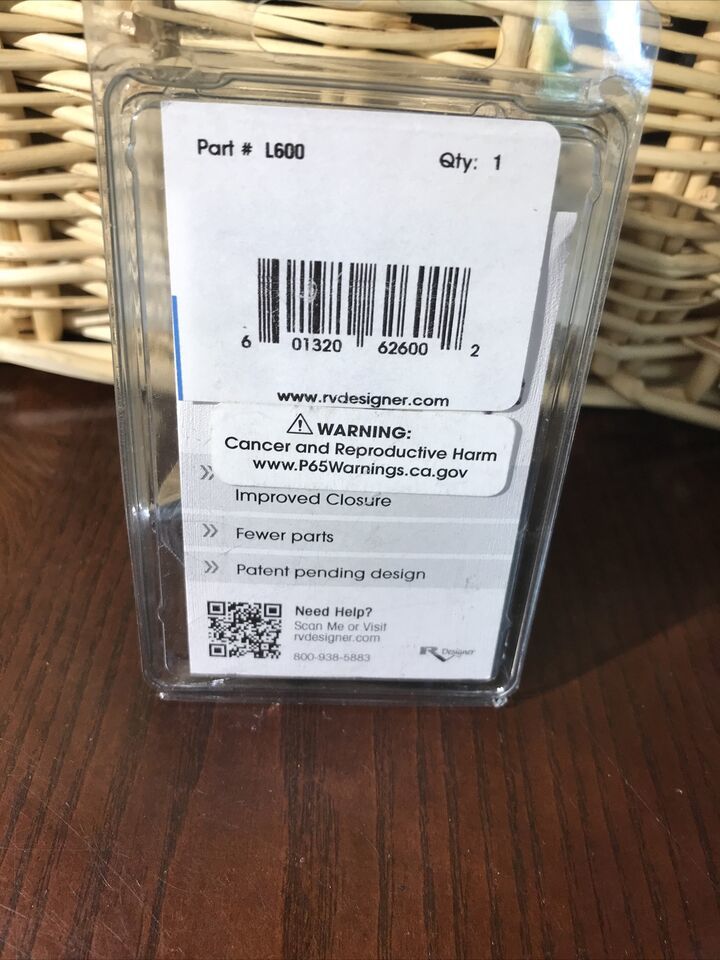 Part # L600
Qty: 1
6 01320 62600 2
www.rvdesigner.com
⚠ WARNING:
Cancer and Reproductive Harm
www.P65Warnings.ca.gov
» Improved Closure
» Fewer parts
» Patent pending design
Need Help?
Scan Me or Visit
rvdesigner.com
800-938-5883
RV Designer